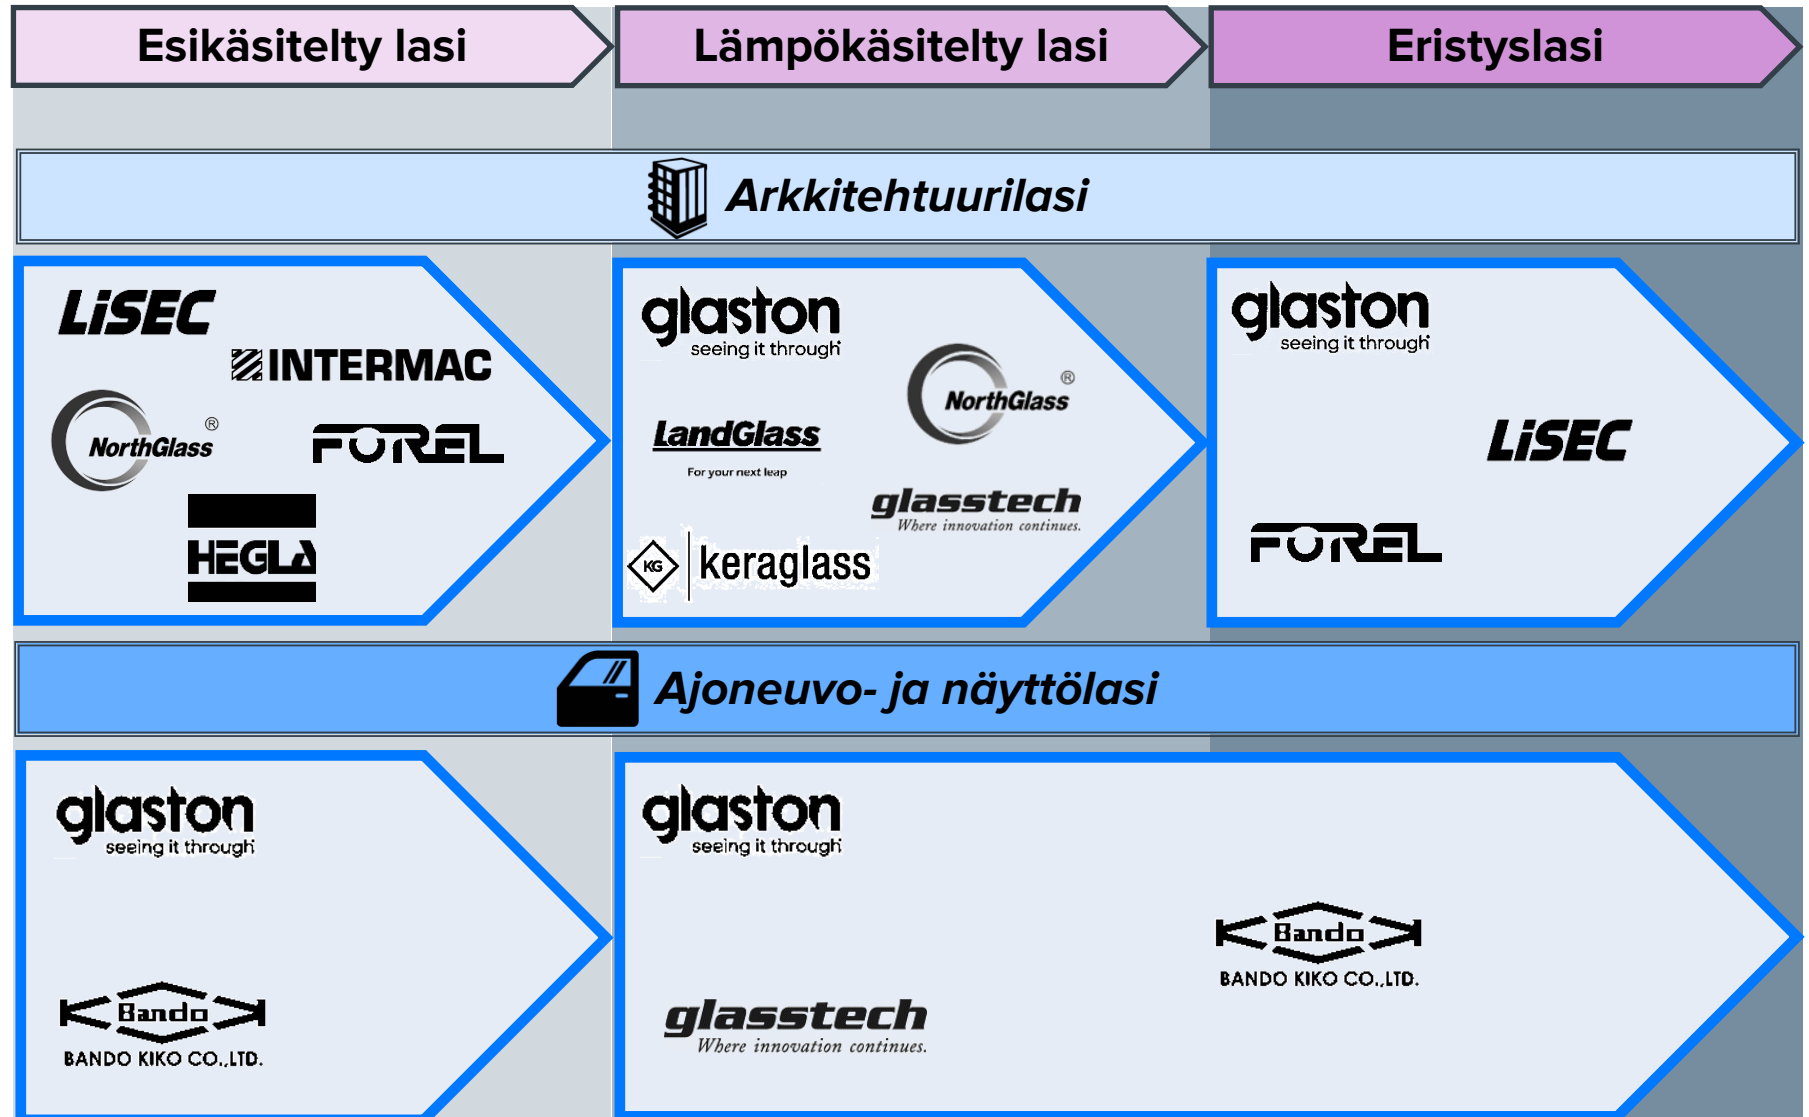 Esikäsitelty lasi
Lämpökäsitelty lasi
Eristyslasi
Arkkitehtuurilasi
LiSEC
INTERMAC
NorthGlass ®
FOREL
HEGLA
glaston
seeing it through
NorthGlass ®
LandGlass
For your next leap
glasstech
Where innovation continues.
KG keraglass
glaston
seeing it through
LiSEC
FOREL
Ajoneuvo- ja näyttölasi
glaston
seeing it through
Bando
BANDO KIKO CO.,LTD.
glaston
seeing it through
Bando
BANDO KIKO CO.,LTD.
glasstech
Where innovation continues.